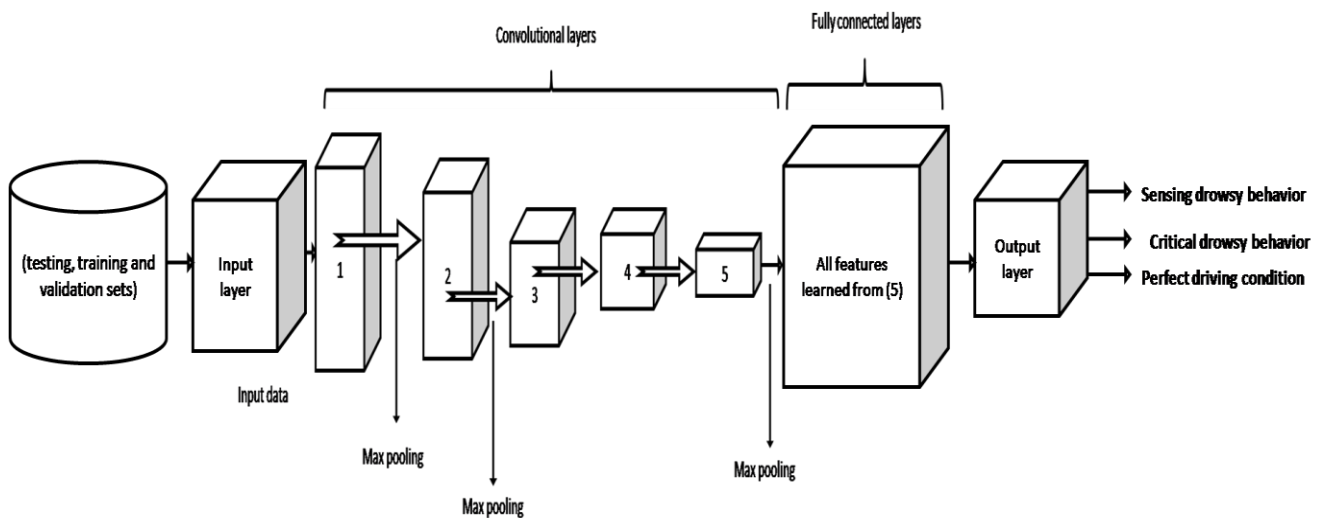 Convolutional layers
Fully connected layers
(testing, training and
validation sets)
Input
layer
1
2
3
4
5
All features
learned from (5)
Output
layer
Sensing drowsy behavior
Critical drowsy behavior
Perfect driving condition
Input data
Max pooling
Max pooling
Max pooling